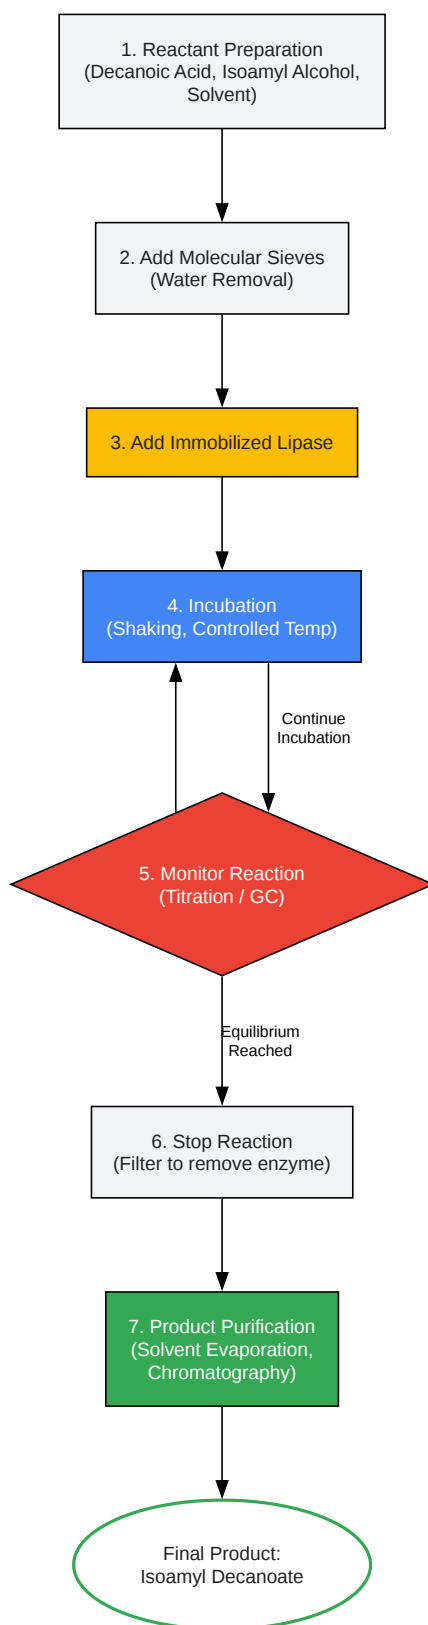 1. Reactant Preparation
(Decanoic Acid, Isoamyl Alcohol,
Solvent)
2. Add Molecular Sieves
(Water Removal)
3. Add Immobilized Lipase
4. Incubation
(Shaking, Controlled Temp)
Continue
Incubation
5. Monitor Reaction
(Titration / GC)
Equilibrium
Reached
6. Stop Reaction
(Filter to remove enzyme)
7. Product Purification
(Solvent Evaporation,
Chromatography)
Final Product:
Isoamyl Decanoate